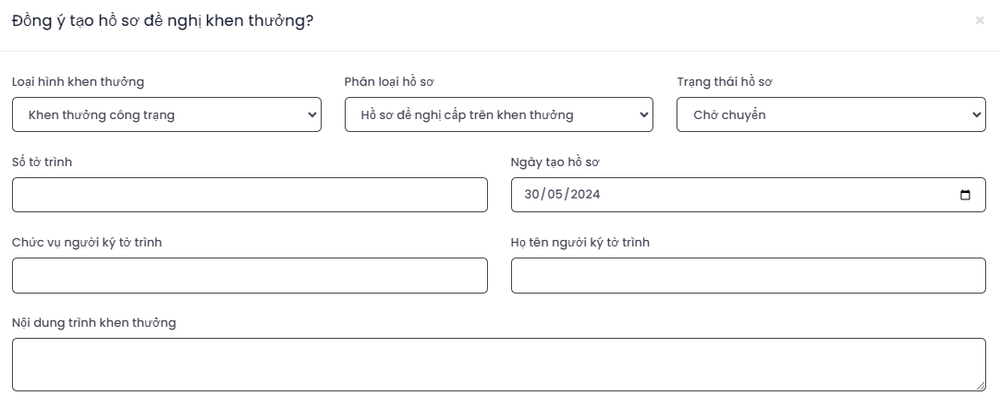 Đồng ý tạo hồ sơ đề nghị khen thưởng?
×
Loại hình khen thưởng
Phân loại hồ sơ
Trạng thái hồ sơ
Khen thưởng công trạng
Hồ sơ đề nghị cấp trên khen thưởng
Chờ chuyển
Số tờ trình
Ngày tạo hồ sơ
30/05/2024
Chức vụ người ký tờ trình
Họ tên người ký tờ trình
Nội dung trình khen thưởng